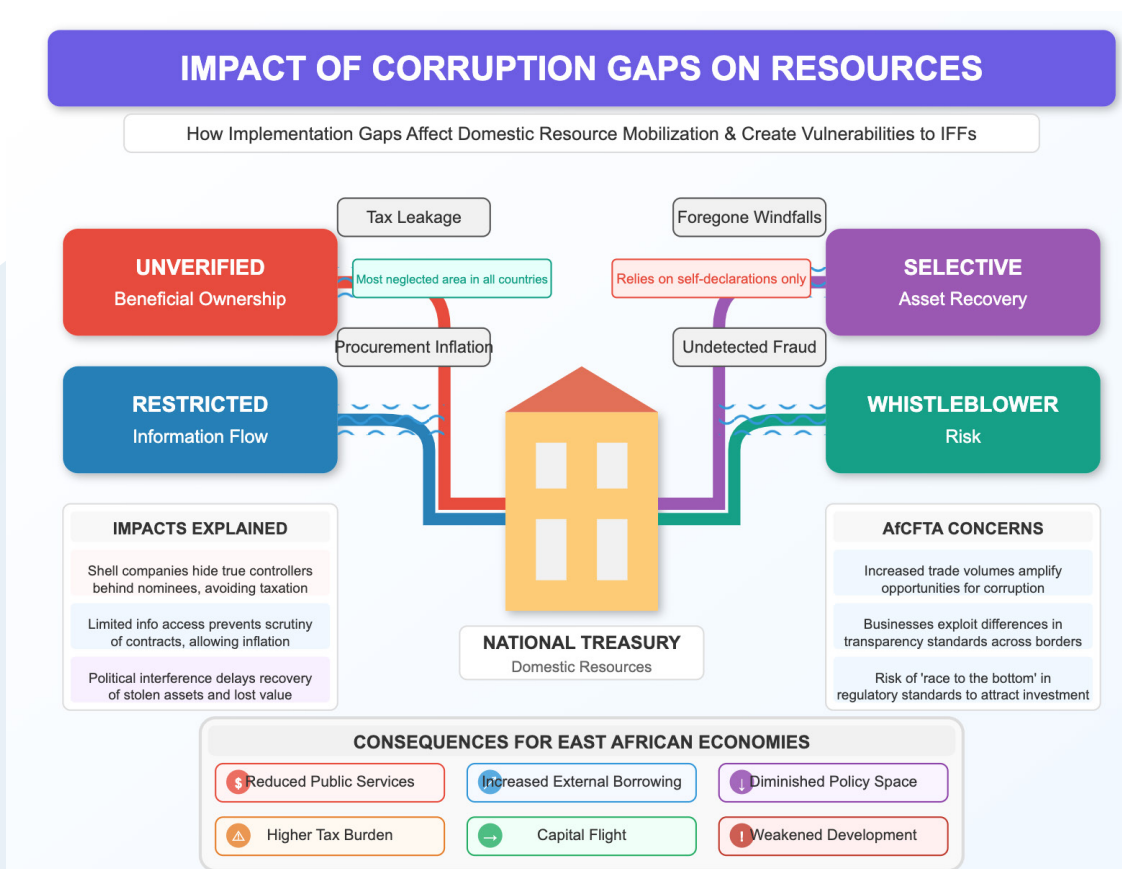 IMPACT OF CORRUPTION GAPS ON RESOURCES
How Implementation Gaps Affect Domestic Resource Mobilization & Create Vulnerabilities to IFFs
Tax Leakage
Foregone Windfalls
UNVERIFIED
Beneficial Ownership
Most neglected area in all countries
Relies on self-declarations only
SELECTIVE
Asset Recovery
Procurement Inflation
Undetected Fraud
RESTRICTED
Information Flow
WHISTLEBLOWER
Risk
IMPACTS EXPLAINED
Shell companies hide true controllers
behind nominees, avoiding taxation
Limited info access prevents scrutiny
of contracts, allowing inflation
Political interference delays recovery
of stolen assets and lost value
NATIONAL TREASURY
Domestic Resources
AfCFTA CONCERNS
Increased trade volumes amplify
opportunities for corruption
Businesses exploit differences in
transparency standards across borders
Risk of 'race to the bottom' in
regulatory standards to attract investment
CONSEQUENCES FOR EAST AFRICAN ECONOMIES
$ Reduced Public Services
Increased External Borrowing
↓ Diminished Policy Space
⚠ Higher Tax Burden
→ Capital Flight
! Weakened Development